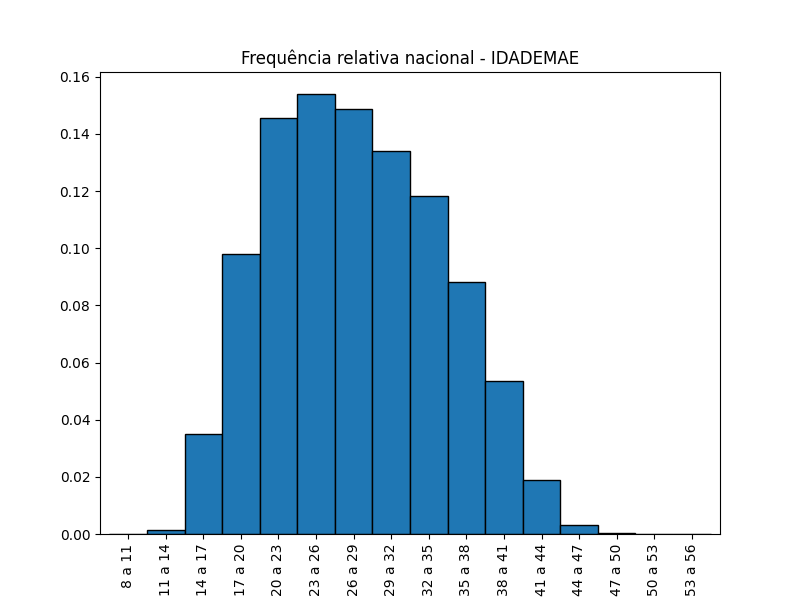 Frequência relativa nacional - IDADEMAE
0.16
0.14
0.12
0.10
0.08
0.06
0.04
0.02
0.00
8 a 11
11 a 14
14 a 17
17 a 20
20 a 23
23 a 26
26 a 29
29 a 32
32 a 35
35 a 38
38 a 41
41 a 44
44 a 47
47 a 50
50 a 53
53 a 56